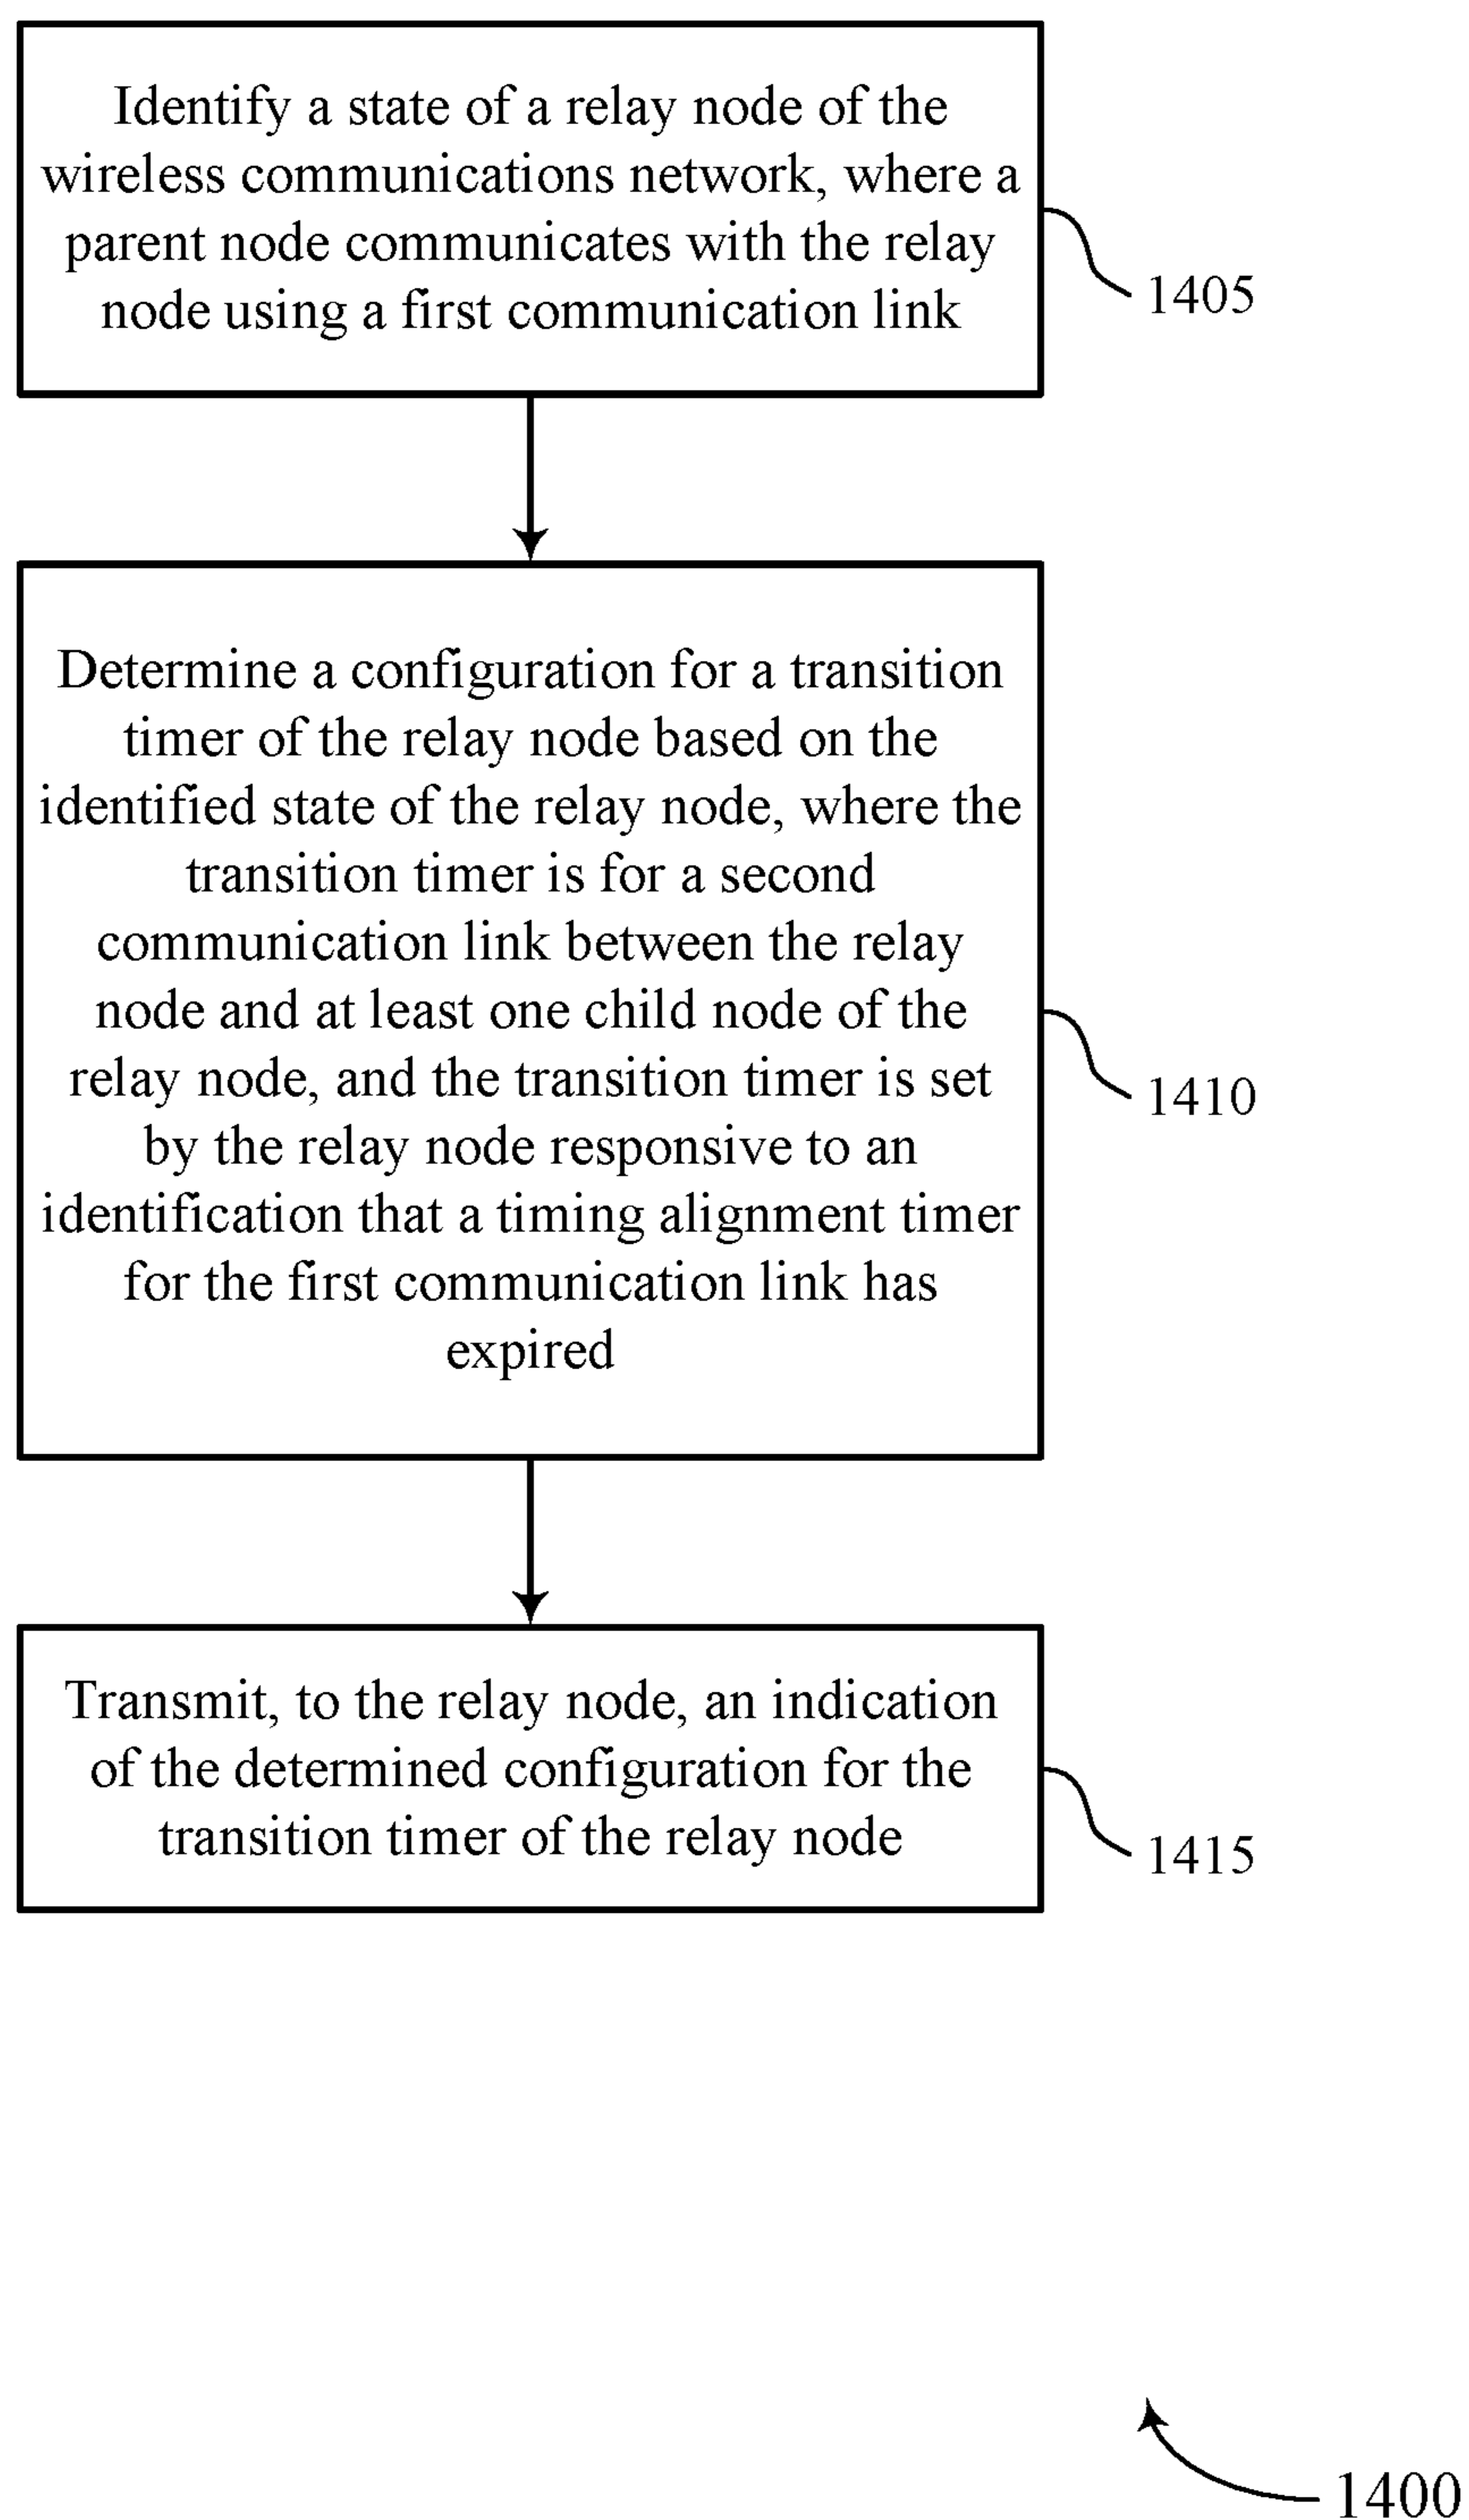 Identify a state of a relay node of the
wireless communications network, where a
parent node communicates with the relay
node using a first communication link
1405
Determine a configuration for a transition
timer of the relay node based on the
identified state of the relay node, where the
transition timer is for a second
communication link between the relay
node and at least one child node of the
relay node, and the transition timer is set
by the relay node responsive to an
identification that a timing alignment timer
for the first communication link has
expired
1410
Transmit, to the relay node, an indication
of the determined configuration for the
transition timer of the relay node
1415
1400